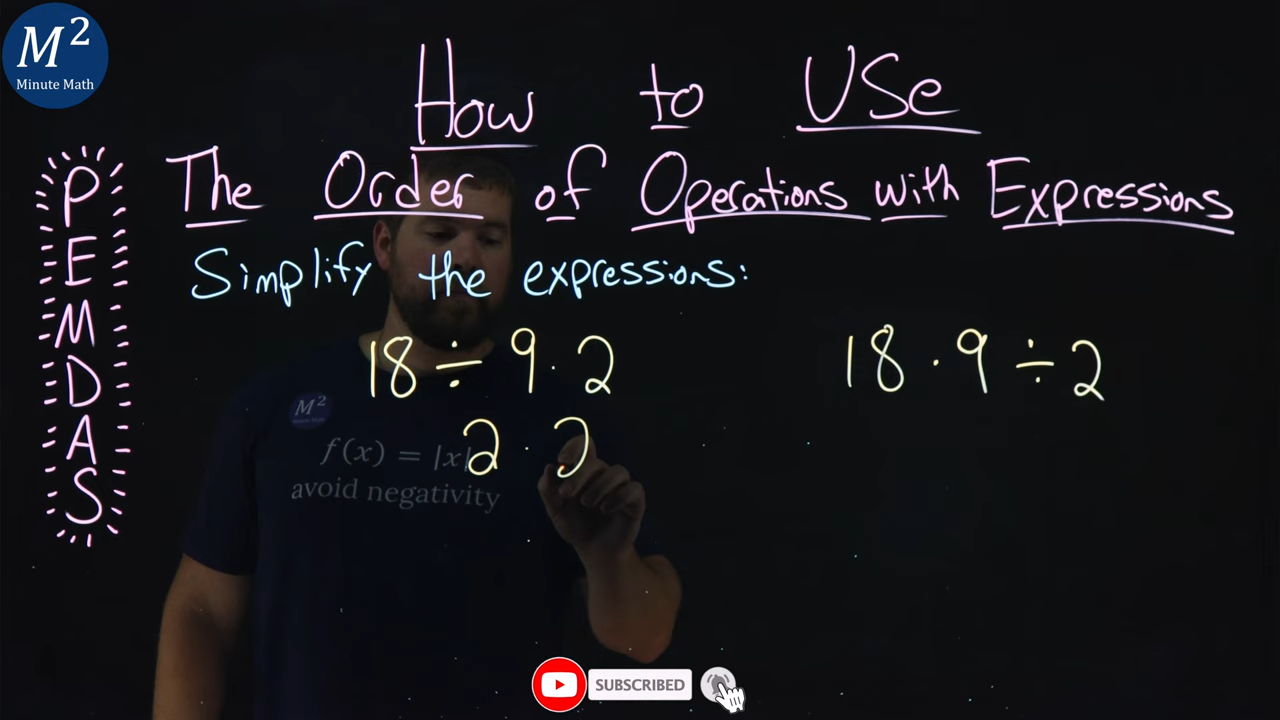 M²
Minute Math
How to Use
The Order of Operations with Expressions
P
E
M
D
A
S
Simplify the expressions:
18 ÷ 9 · 2
18 · 9 ÷ 2
2 · 2
M²
f(x) = |x|
avoid negativity
SUBSCRIBED